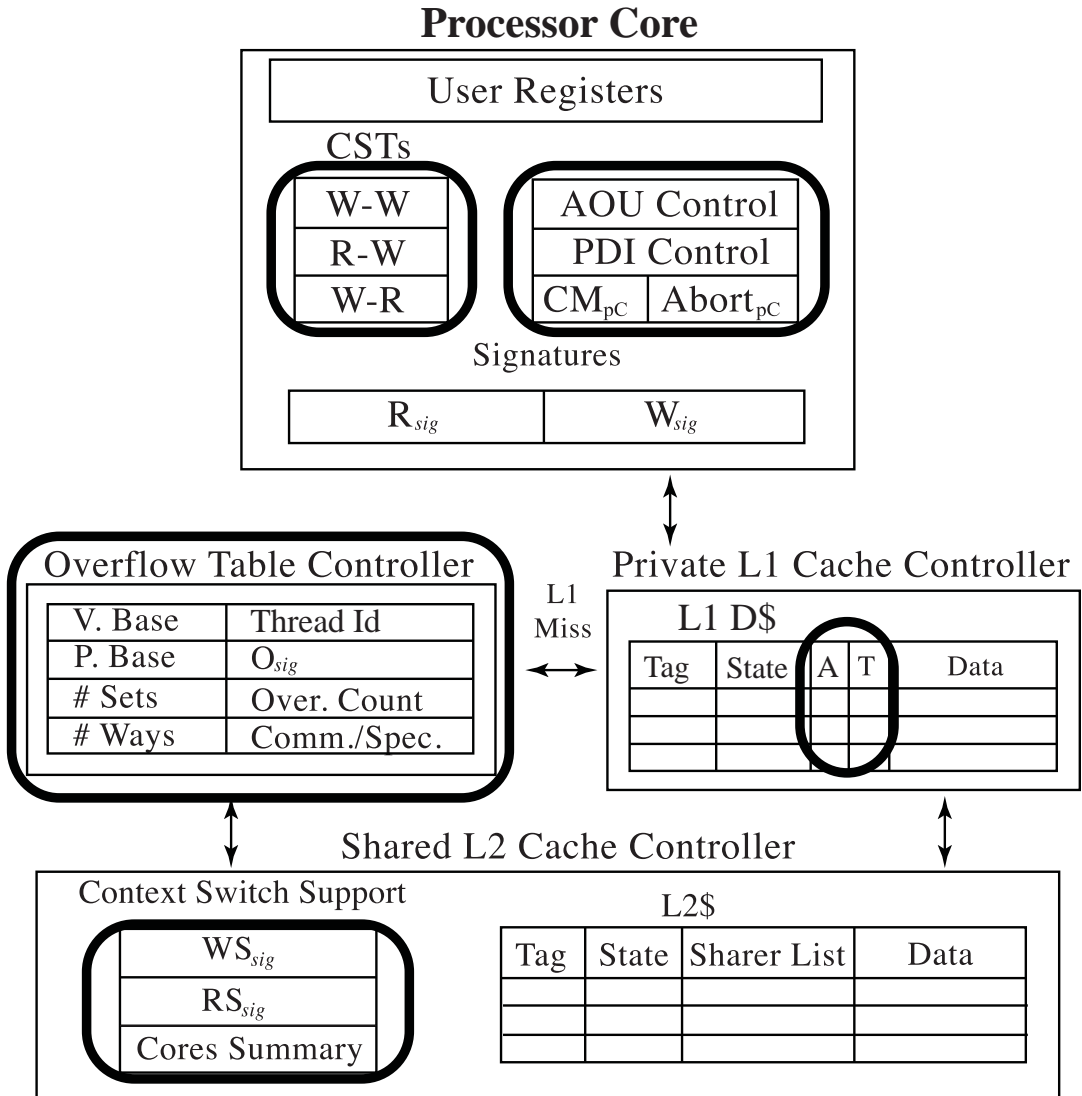 Processor Core
User Registers
CSTs
W-W
R-W
W-R
AOU Control
PDI Control
CMpC Abortpc
Signatures
Rsig Wsig
Overflow Table Controller
V. Base Thread Id
P. Base Osig
# Sets Over. Count
# Ways Comm./Spec.
L1
Miss
Private L1 Cache Controller
L1 D$
Tag State A T Data
Shared L2 Cache Controller
Context Switch Support
WSsig
RSsig
Cores Summary
L2$
Tag State Sharer List Data